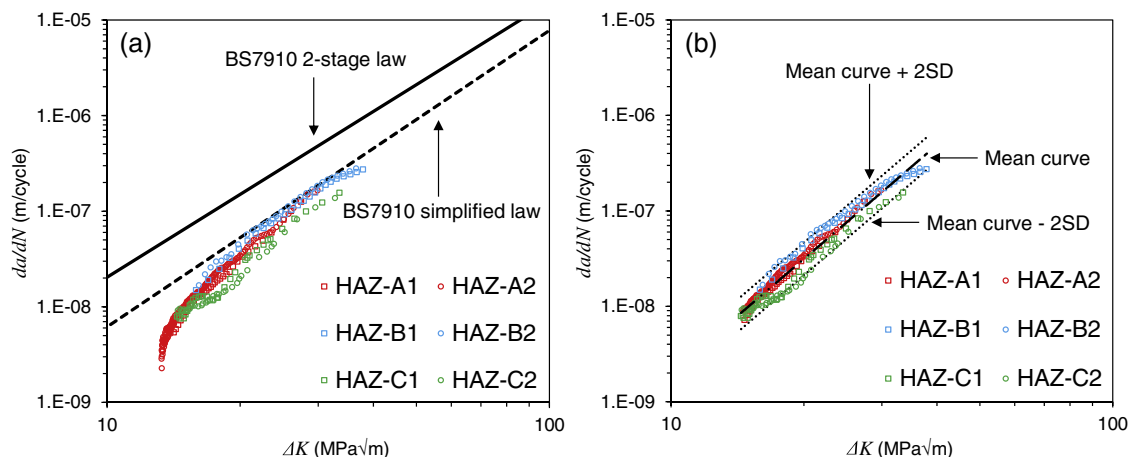 (a)
1.E-05
1.E-06
1.E-07
1.E-08
1.E-09
da/dN (m/cycle)
BS7910 2-stage law
BS7910 simplified law
HAZ-A1 HAZ-A2
HAZ-B1 HAZ-B2
HAZ-C1 HAZ-C2
10 100
ΔK (MPa√m)
(b)
1.E-05
1.E-06
1.E-07
1.E-08
1.E-09
da/dN (m/cycle)
Mean curve + 2SD
Mean curve
Mean curve - 2SD
HAZ-A1 HAZ-A2
HAZ-B1 HAZ-B2
HAZ-C1 HAZ-C2
10 100
ΔK (MPa√m)